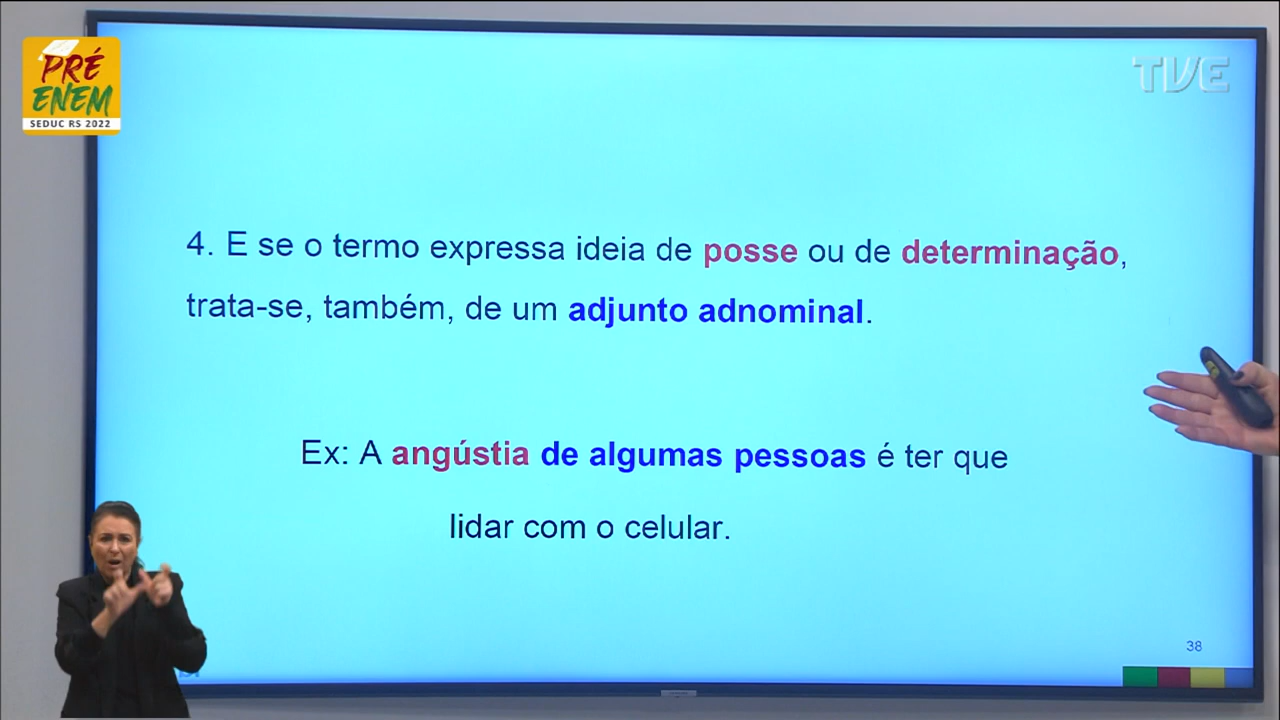 PRÉ
ENEM
SEDUC RS 2022
TVE
4. E se o termo expressa ideia de posse ou de determinação,
trata-se, também, de um adjunto adnominal.
Ex: A angústia de algumas pessoas é ter que
lidar com o celular.
38